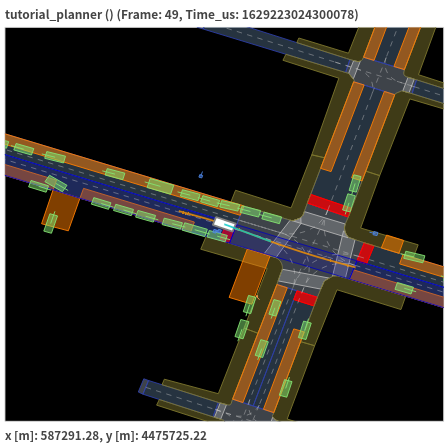 tutorial_planner () (Frame: 49, Time_us: 1629223024300078)
x [m]: 587291.28, y [m]: 4475725.22